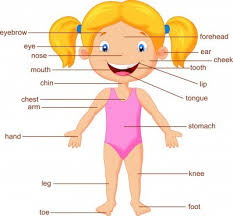 eyebrow
forehead
eye
ear
nose
cheek
mouth
tooth
chin
lip
tongue
chest
arm
stomach
hand
knee
leg
foot
toe